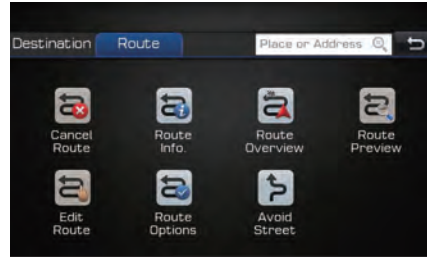 Destination Route Place or Address
Cancel Route
Route Info.
Route Overview
Route Preview
Edit Route
Route Options
Avoid Street